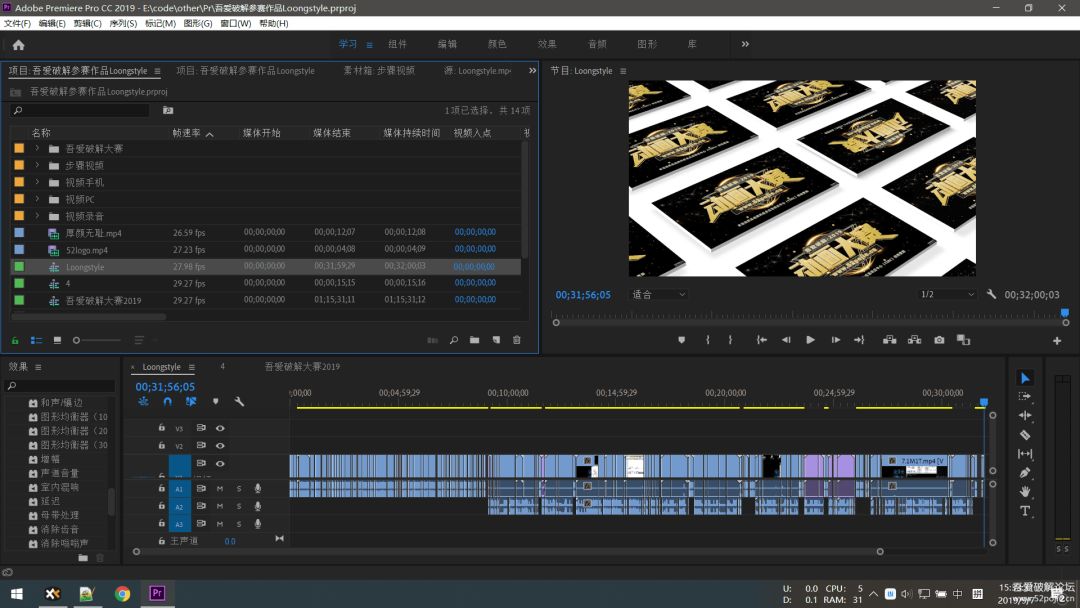 Adobe Premiere Pro CC 2019 - E:\code\other\Pr\吾爱破解参赛作品Loongstyle.prproj
文件(F) 编辑(E) 剪辑(C) 序列(S) 标记(M) 图形(G) 窗口(W) 帮助(H)
学习 组件 编辑 颜色 效果 音频 图形 库
项目: 吾爱破解参赛作品Loongstyle 项目: 吾爱破解参赛作品Loongstyle 素材箱: 步骤视频 源: Loongstyle.mp4
节目: Loongstyle
吾爱破解参赛作品Loongstyle.prproj
1项已选择, 共 14项
名称 帧速率 媒体开始 媒体结束 媒体持续时间 视频入点 视
吾爱破解大赛
步骤视频
视频手机
视频PC
视频录音
厚颜无耻.mp4 26.59 fps 00;00;00;00 00;00;12;07 00;00;12;08 00;00;00;00
52logo.mp4 27.23 fps 00;00;00;00 00;00;04;08 00;00;04;09 00;00;00;00
Loongstyle 27.98 fps 00;00;00;00 00;31;59;29 00;32;00;03 00;00;00;00
4 29.27 fps 00;00;00;00 00;00;15;15 00;00;15;16 00;00;00;00
吾爱破解大赛2019 29.27 fps 00;00;00;00 01;15;31;11 01;15;31;12 00;00;00;00
动画大赛
00;31;56;05 适合 1/2 00;32;00;03
效果
Loongstyle 4 吾爱破解大赛2019
00;31;56;05
;00;00 00;04;59;29 00;10;00;00 00;14;59;29 00;20;00;00 00;24;59;29 00;30;00;00
和声/镶边
图形均衡器 (10
图形均衡器 (20
图形均衡器 (30
增幅
声道音量
室内混响
延迟
母带处理
消除齿音
消除嗡嗡声
V3
V2
7.1M17.mp4 [V
A1 M S
A2 M S
A3 M S
主声道 0.0
S S
U: 0.0 CPU: 5
D: 0.1 RAM: 31
中 拼
吾爱破解论坛
www.52pojie.cn